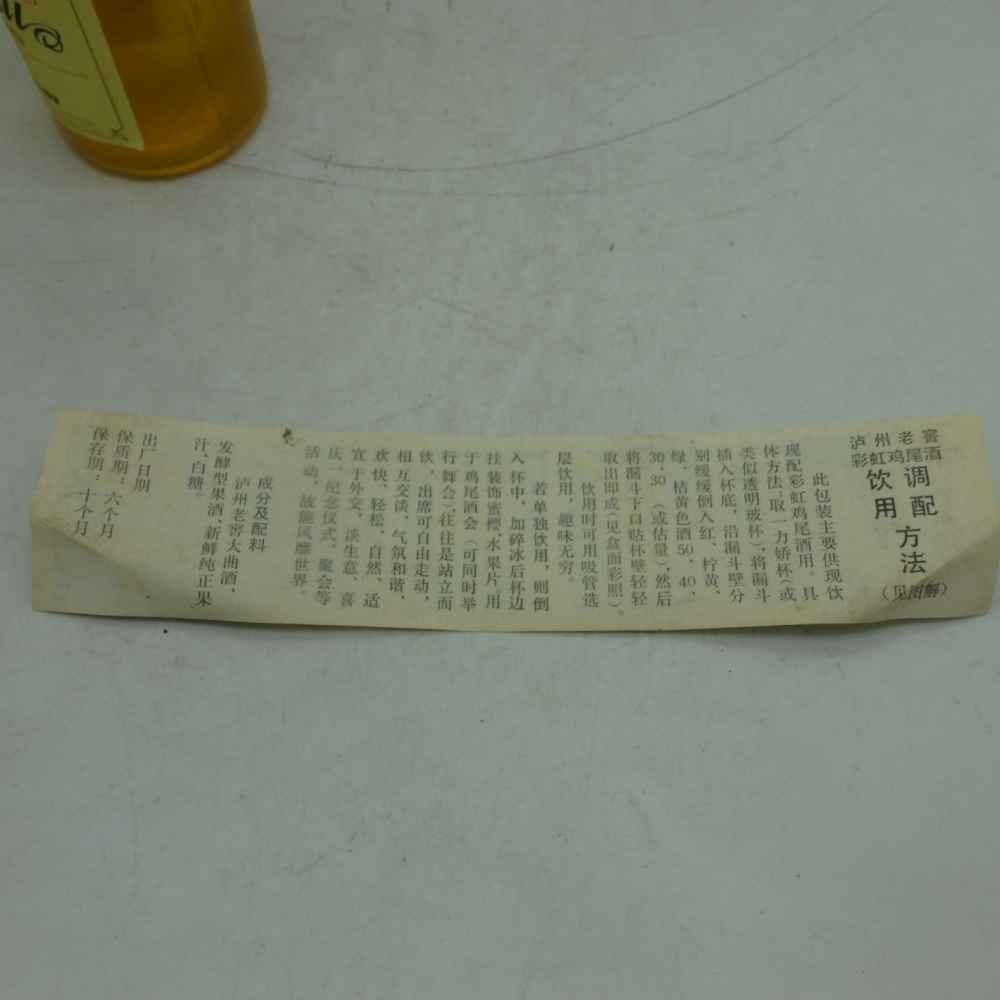 泸州老窖
彩虹鸡尾酒
调配
饮用
方法
(见图解)
此包装主要供现饮
现配彩虹鸡尾酒用。具
体方法:取一力娇杯(或
类似透明玻杯),将漏斗
插入杯底,沿漏斗壁分
别缓缓倒入红、柠黄、
绿、桔黄色酒50、40、
30、30(或估量),然后
将漏斗下口贴杯壁轻轻
取出即成(见盒面彩照)。
饮用时可用吸管选
层饮用,趣味无穷。
若单独饮用,则倒
入杯中,加碎冰后杯边
挂装饰蜜樱、水果片。用
于鸡尾酒会(可同时举
行舞会),往往是站立而
饮,出席可自由走动,
相互交谈,气氛和谐、
欢快、轻松、自然、适
宜于外交、谈生意、喜
庆、纪念仪式、聚会等
活动,故能风靡世界。
成分及配料
泸州老窖大曲酒、
发酵型果酒、新鲜纯正果
汁、白糖。
出厂日期
保质期:六个月
保存期:十个月